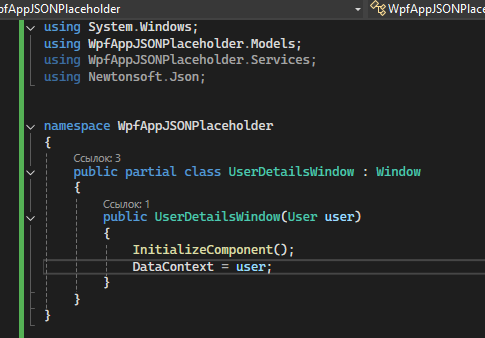 pfAppJSONPlaceholder WpfAppJSONPlace
using System.Windows;
using WpfAppJSONPlaceholder.Models;
using WpfAppJSONPlaceholder.Services;
using Newtonsoft.Json;
namespace WpfAppJSONPlaceholder
{
Ссылок: 3
public partial class UserDetailsWindow : Window
{
Ссылок: 1
public UserDetailsWindow(User user)
{
InitializeComponent();
DataContext = user;
}
}
}